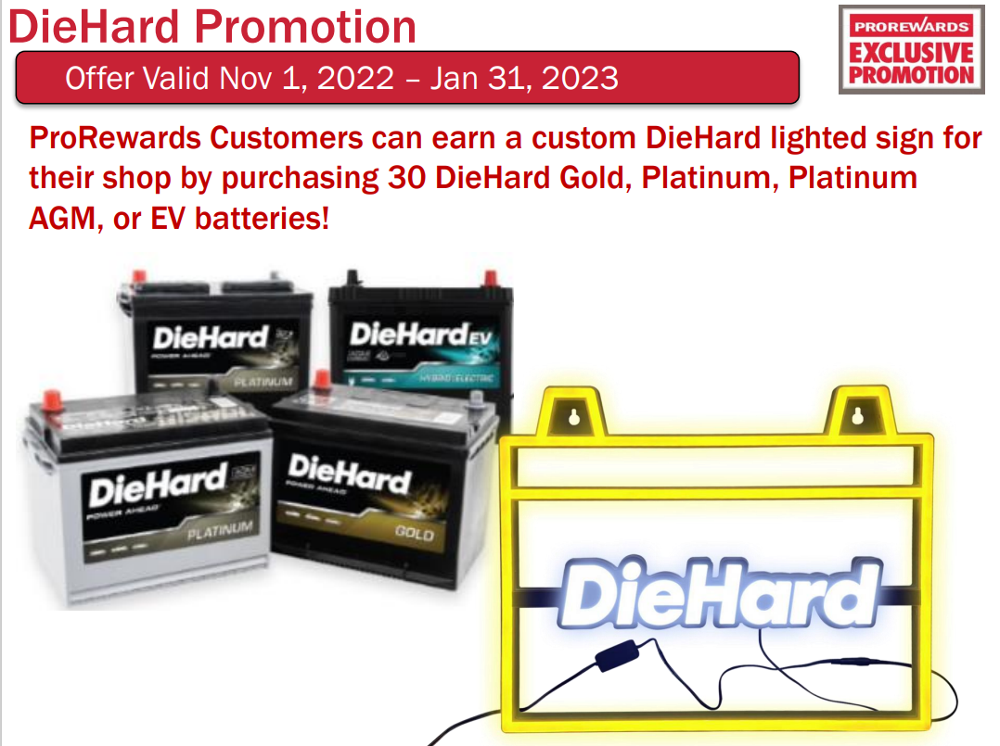 DieHard Promotion
Offer Valid Nov 1, 2022 – Jan 31, 2023
PROREWARDS
EXCLUSIVE
PROMOTION
ProRewards Customers can earn a custom DieHard lighted sign for
their shop by purchasing 30 DieHard Gold, Platinum, Platinum
AGM, or EV batteries!
DieHard
POWER AHEAD
PLATINUM
DieHard EV
HYBRID | ELECTRIC
DieHard
POWER AHEAD
PLATINUM
DieHard
POWER AHEAD
GOLD
DieHard